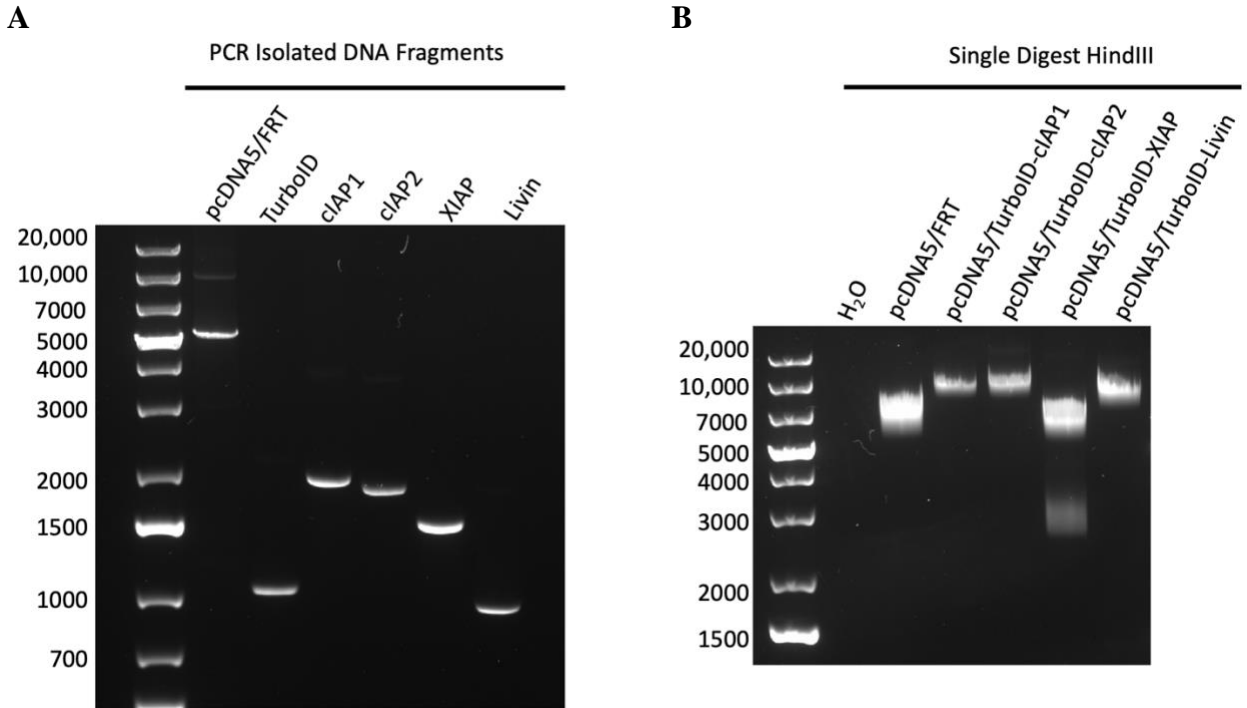 A
PCR Isolated DNA Fragments
pcDNA5/FRT
TurboID
cIAP1
cIAP2
XIAP
Livin
20,000
10,000
7000
5000
4000
3000
2000
1500
1000
700
B
Single Digest HindIII
H₂O
pcDNA5/FRT
pcDNA5/TurboID-cIAP1
pcDNA5/TurboID-cIAP2
pcDNA5/TurboID-XIAP
pcDNA5/TurboID-Livin
20,000
10,000
7000
5000
4000
3000
2000
1500